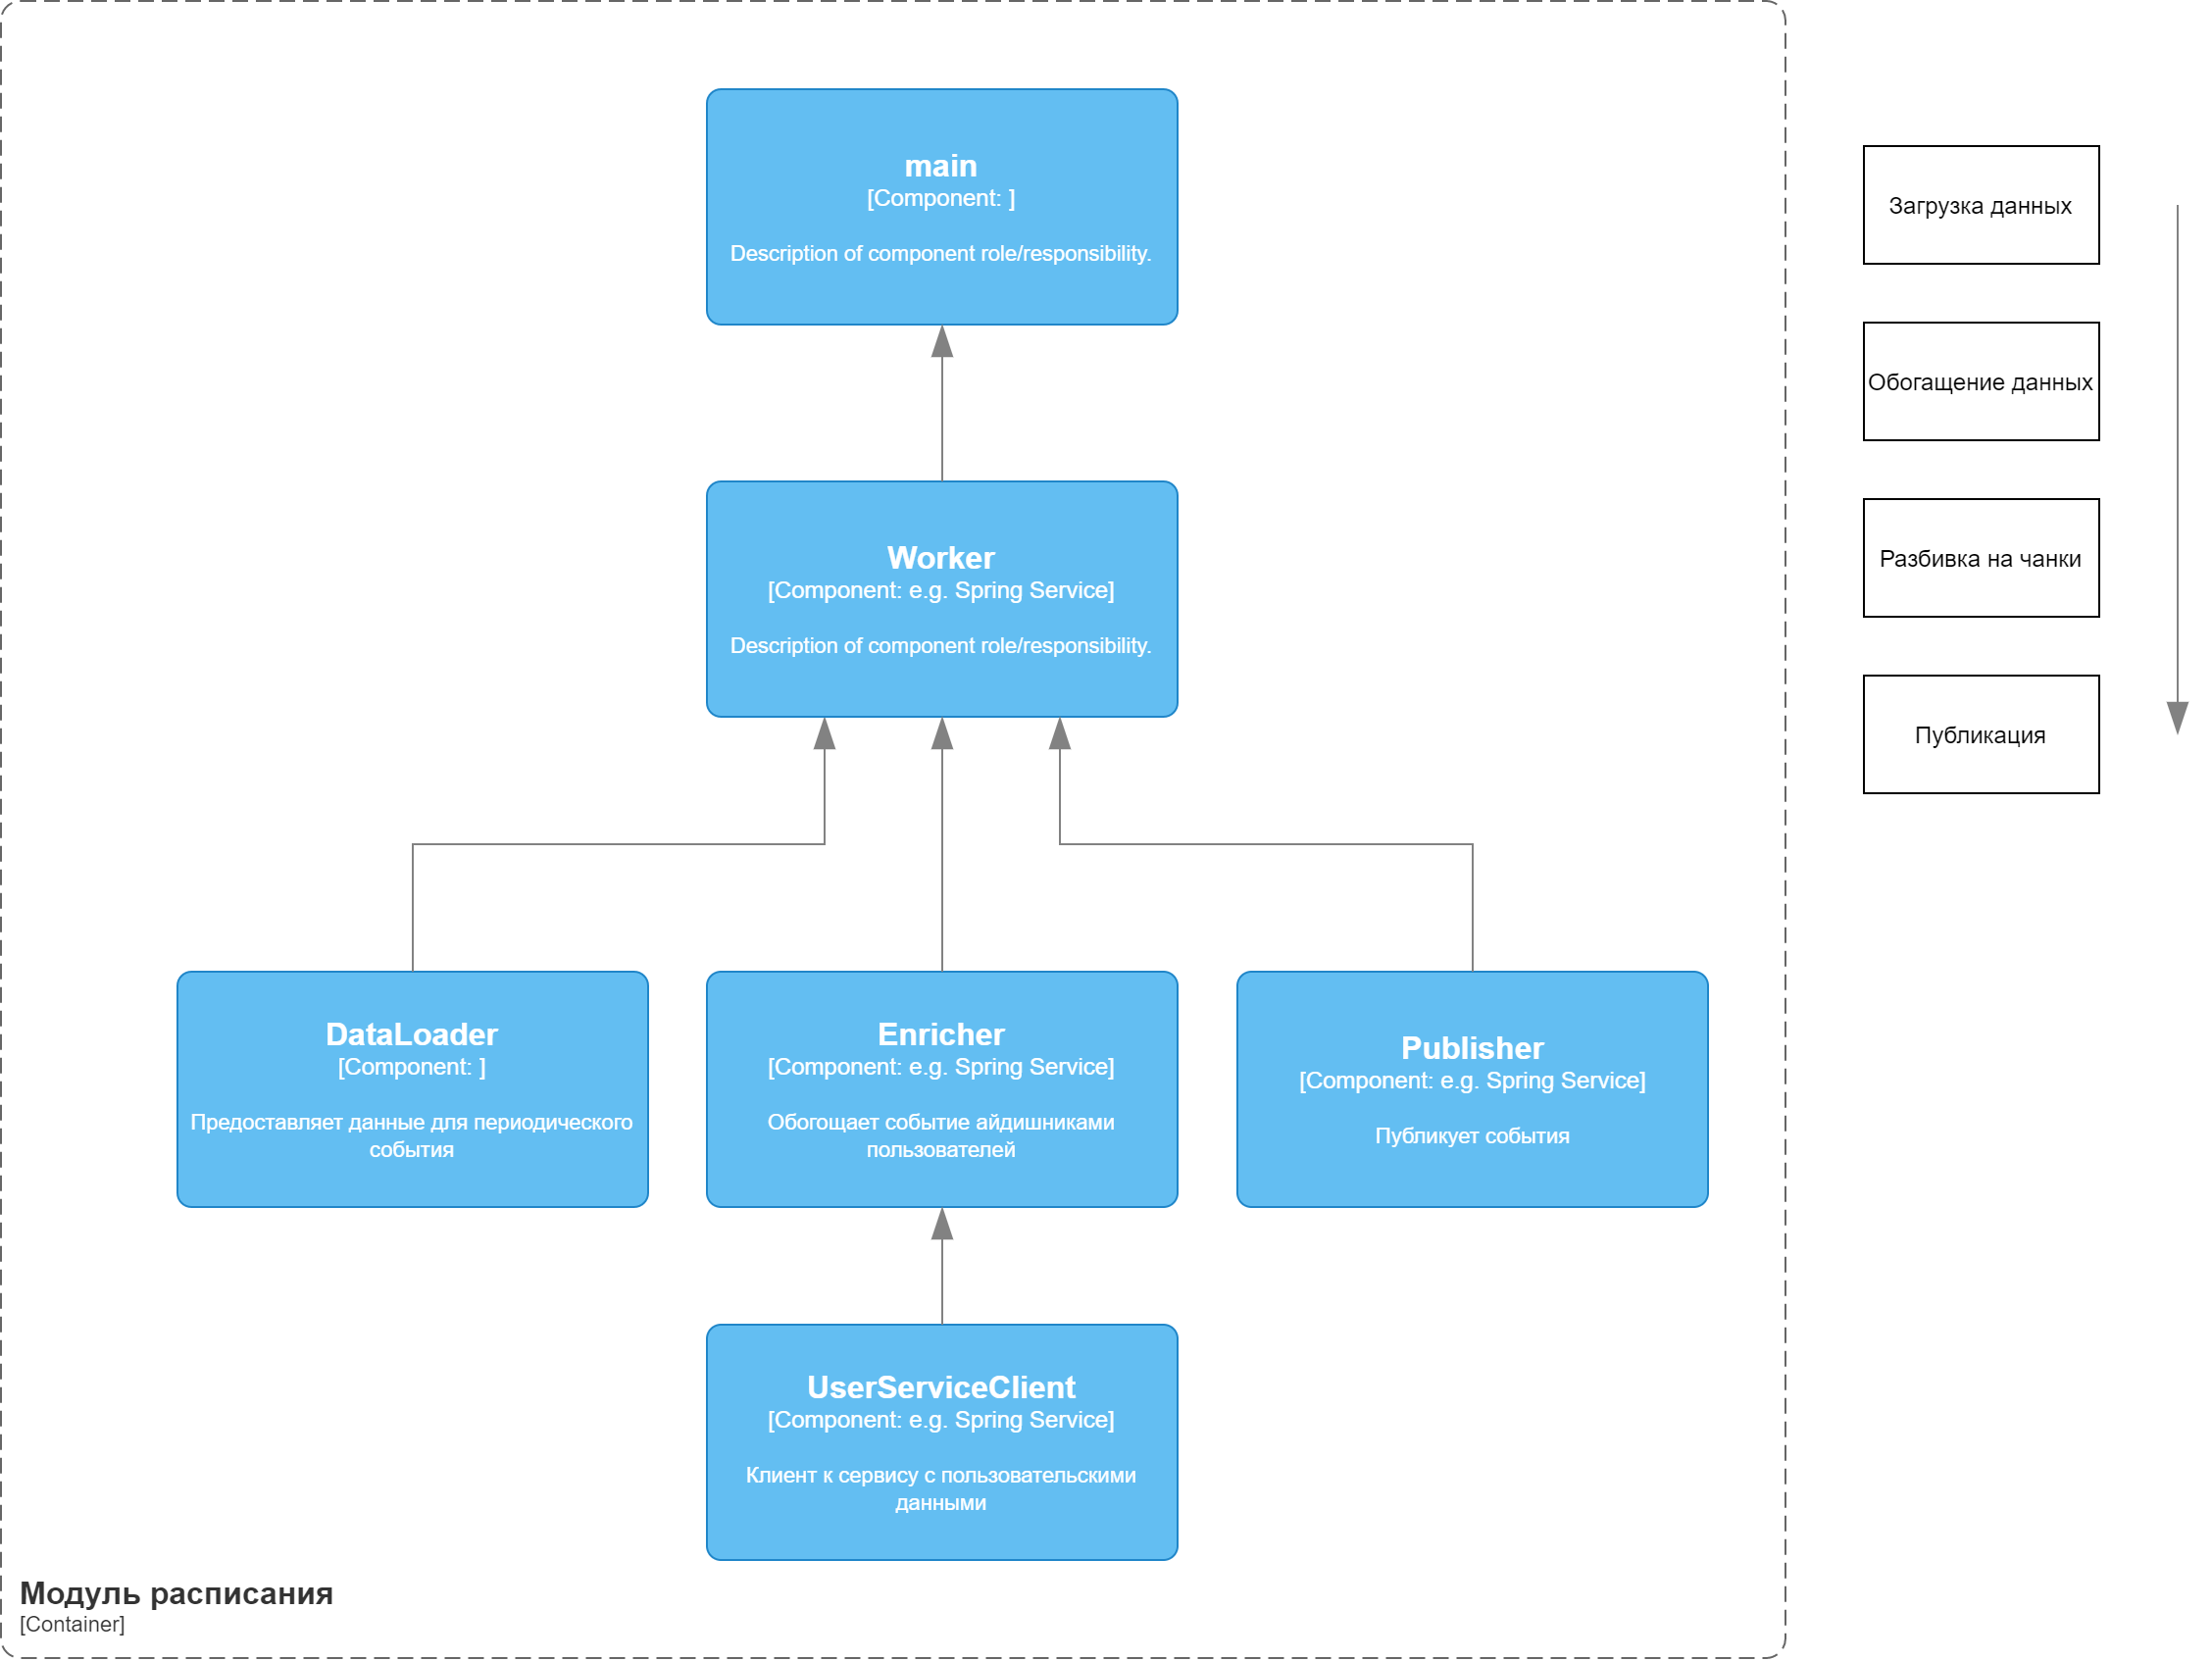 main
[Component: ]
Description of component role/responsibility.
Worker
[Component: e.g. Spring Service]
Description of component role/responsibility.
DataLoader
[Component: ]
Предоставляет данные для периодического
события
Enricher
[Component: e.g. Spring Service]
Обогощает событие айдишниками
пользователей
Publisher
[Component: e.g. Spring Service]
Публикует события
UserServiceClient
[Component: e.g. Spring Service]
Клиент к сервису с пользовательскими
данными
Модуль расписания
[Container]
Загрузка данных
Обогащение данных
Разбивка на чанки
Публикация